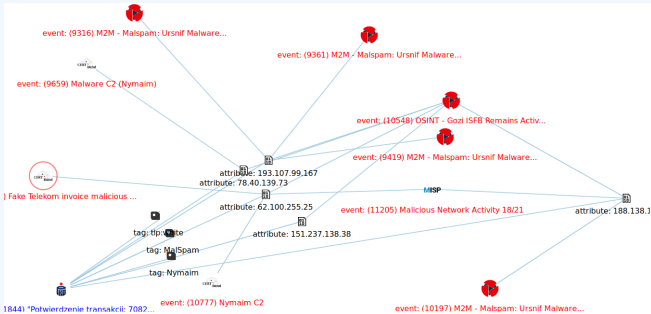 event: (9316) M2M - Malspam: Ursnif Malware...
event: (9361) M2M - Malspam: Ursnif Malware...
event: (9659) Malware C2 (Nymaim)
event: (10548) OSINT - Gozi ISFB Remains Activ...
event: (9419) M2M - Malspam: Ursnif Malware...
attribute: 193.107.99.167
attribute: 78.40.139.73
) Fake Telekom invoice malicious ...
MISP
attribute: 62.100.255.25
event: (11205) Malicious Network Activity 18/21
attribute: 188.138.1
tag: tlp:white
attribute: 151.237.138.38
tag: MalSpam
tag: Nymaim
event: (10777) Nymaim C2
1844) "Potwierdzenie transakcji: 7082...
event: (10197) M2M - Malspam: Ursnif Malware...